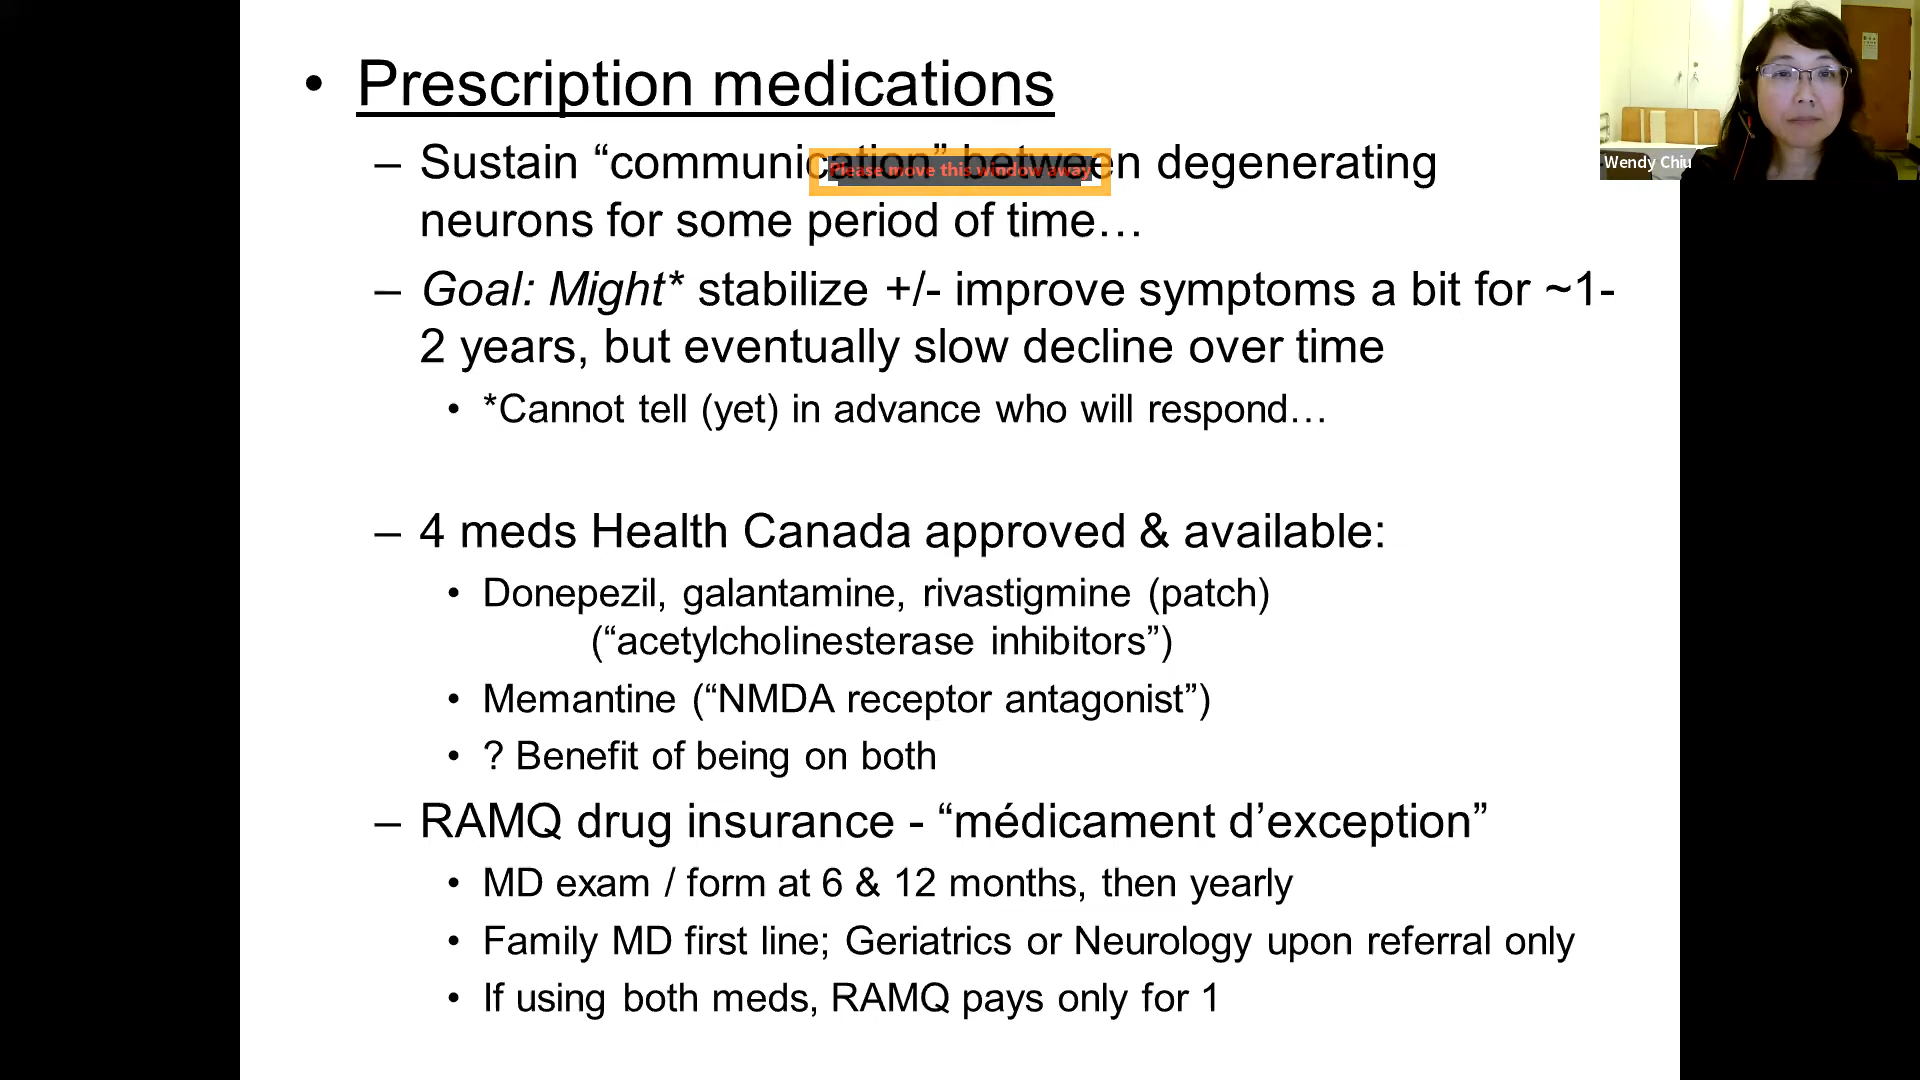 • Prescription medications
– Sustain “communication” between degenerating
neurons for some period of time…
Please move this window away
– Goal: Might* stabilize +/- improve symptoms a bit for ~1-
2 years, but eventually slow decline over time
• *Cannot tell (yet) in advance who will respond…
– 4 meds Health Canada approved & available:
• Donepezil, galantamine, rivastigmine (patch)
(“acetylcholinesterase inhibitors”)
• Memantine (“NMDA receptor antagonist”)
• ? Benefit of being on both
– RAMQ drug insurance - “médicament d’exception”
• MD exam / form at 6 & 12 months, then yearly
• Family MD first line; Geriatrics or Neurology upon referral only
• If using both meds, RAMQ pays only for 1
Wendy Chiu